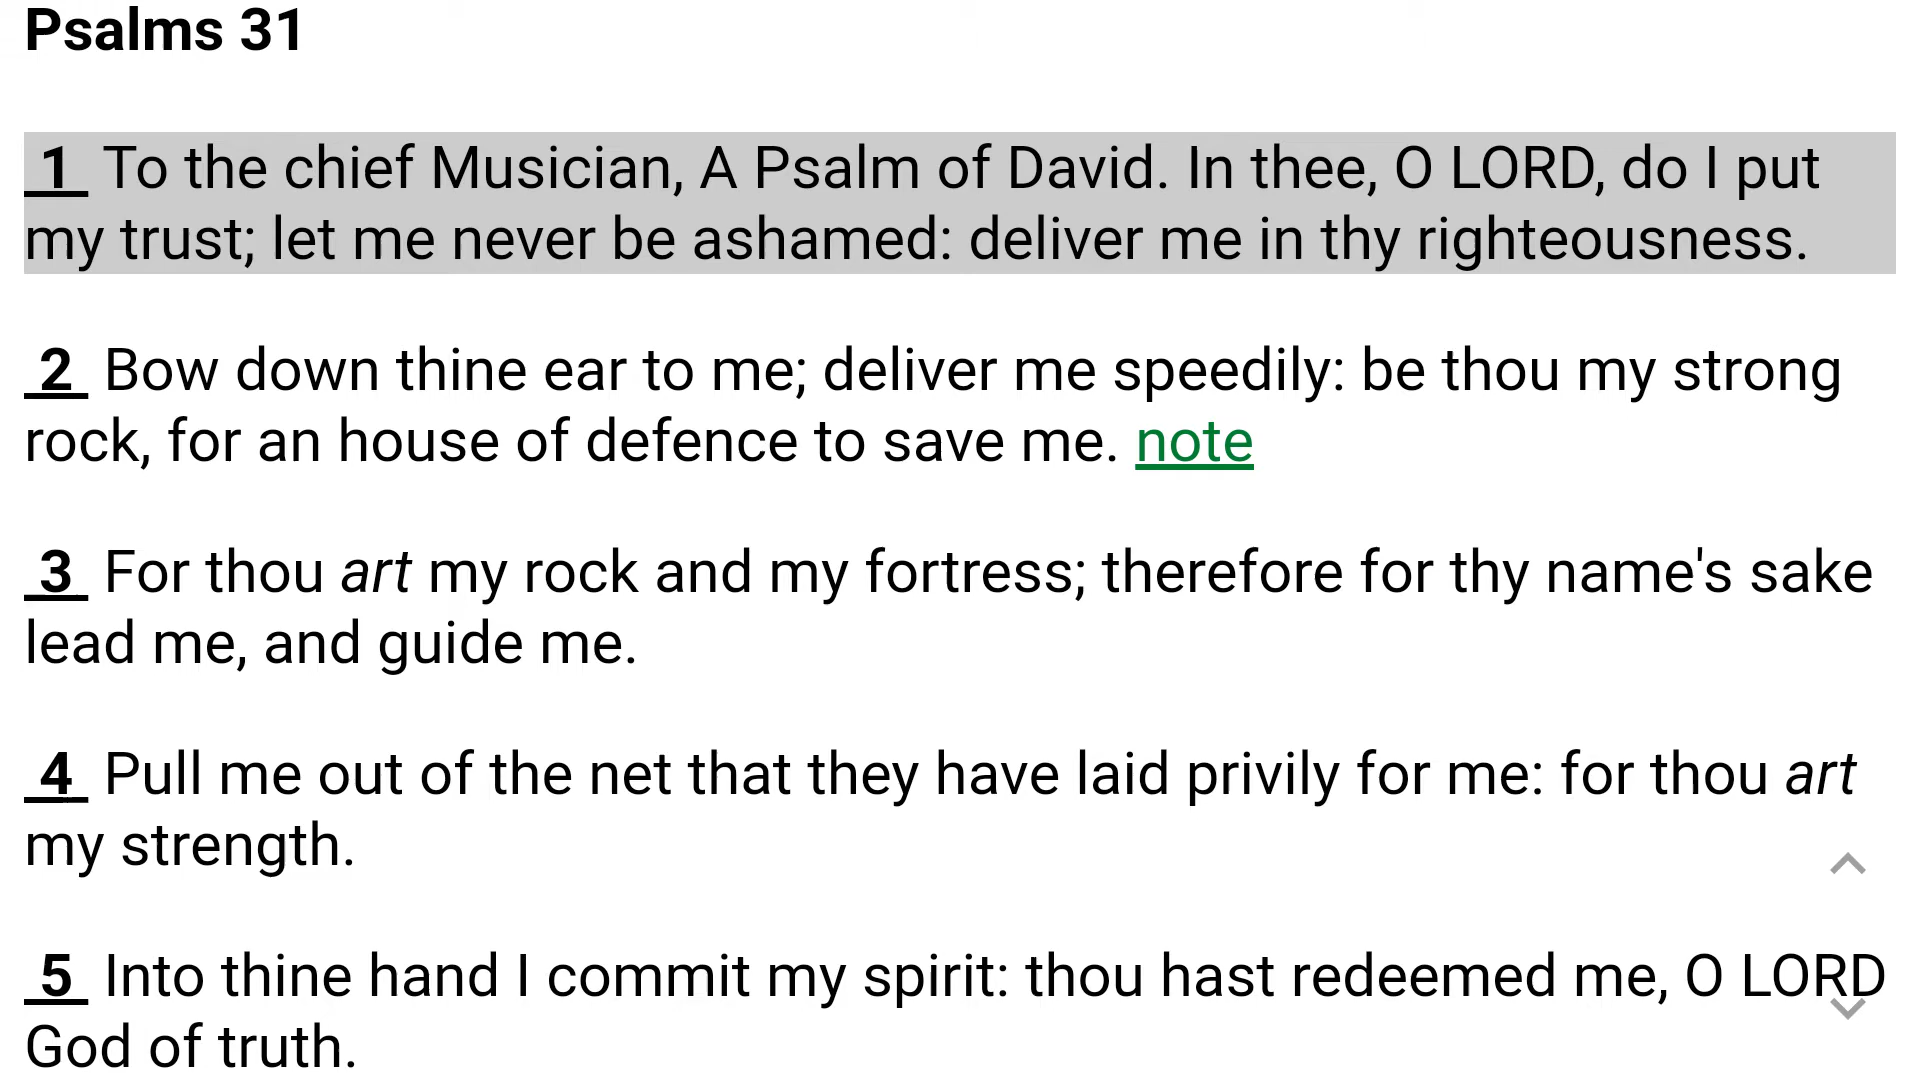 Psalms 31
1 To the chief Musician, A Psalm of David. In thee, O LORD, do I put
my trust; let me never be ashamed: deliver me in thy righteousness.
2 Bow down thine ear to me; deliver me speedily: be thou my strong
rock, for an house of defence to save me. note
3 For thou art my rock and my fortress; therefore for thy name's sake
lead me, and guide me.
4 Pull me out of the net that they have laid privily for me: for thou art
my strength.
5 Into thine hand I commit my spirit: thou hast redeemed me, O LORD
God of truth.